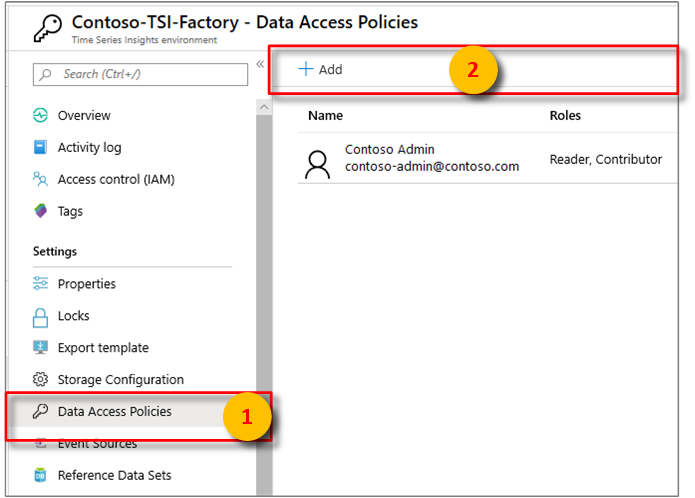 Contoso-TSI-Factory - Data Access Policies
Time Series Insights environment
Search (Ctrl+/)
«
Overview
Activity log
Access control (IAM)
Tags
Settings
Properties
Locks
Export template
Storage Configuration
Data Access Policies
1
Event Sources
Reference Data Sets
+ Add
2
Name Roles
Contoso Admin
contoso-admin@contoso.com
Reader, Contributor